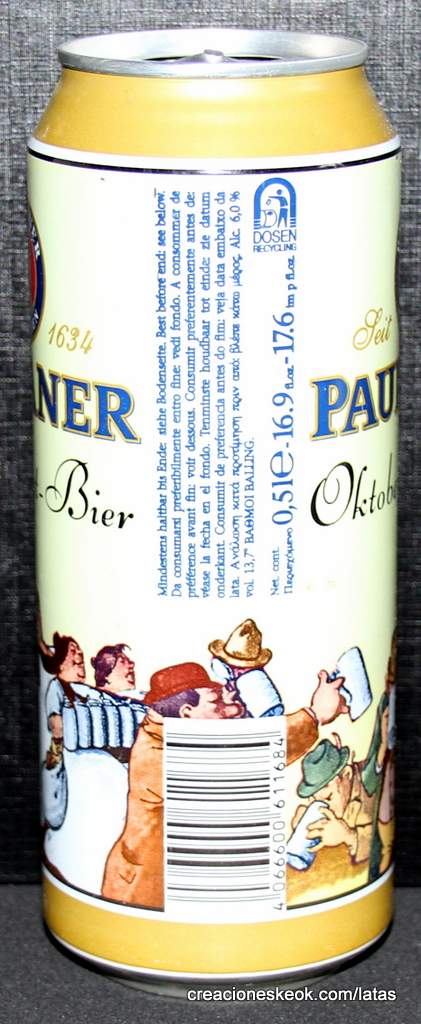 1634
NER
-Bier
Seit
PAU
Oktob
Mindestens haltbar bis Ende: siehe Bodenseite. Best before end: see below.
Da consumarsi preferibilmente entro fine: vedi fondo. A consommer de
préférence avant fin: voir dessous. Consumir preferentemente antes de:
véase la fecha en el fondo. Tenminste houdbaar tot einde: zie datum
onderkant. Consumir de preferencia antes do fim: veja data embaixo da
lata. Ανάλωση κατά προτίμηση πριν από: βλέπε κάτω μέρος. Alc. 6,0 %
vol. 13,7° ΒΑΘΜΟΙ BALLING.
Net. cont.
Περιεχόμενο 0,5l℮-16.9 fl.oz.-17.6 im p fl.oz.
DOSEN
RECYCLING
4 066600 611684
creacioneskeok.com/latas